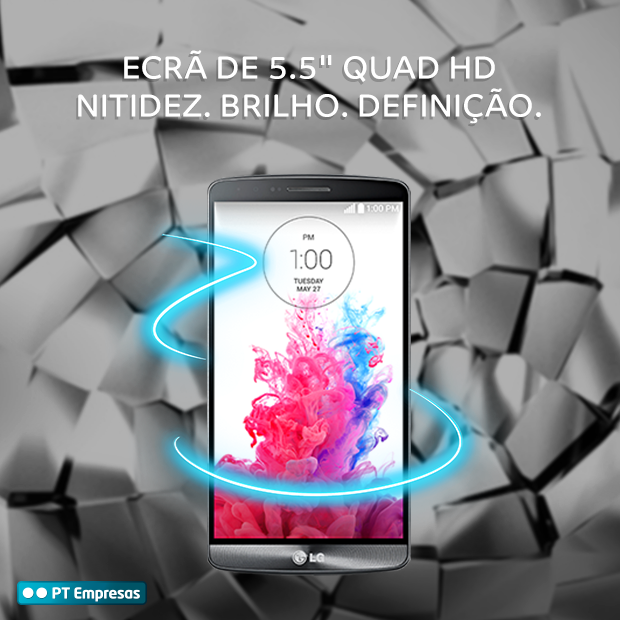 ECRÃ DE 5.5" QUAD HD
NITIDEZ. BRILHO. DEFINIÇÃO.
1:00 PM
PM
1:00
TUESDAY
MAY 27
LG
PT Empresas